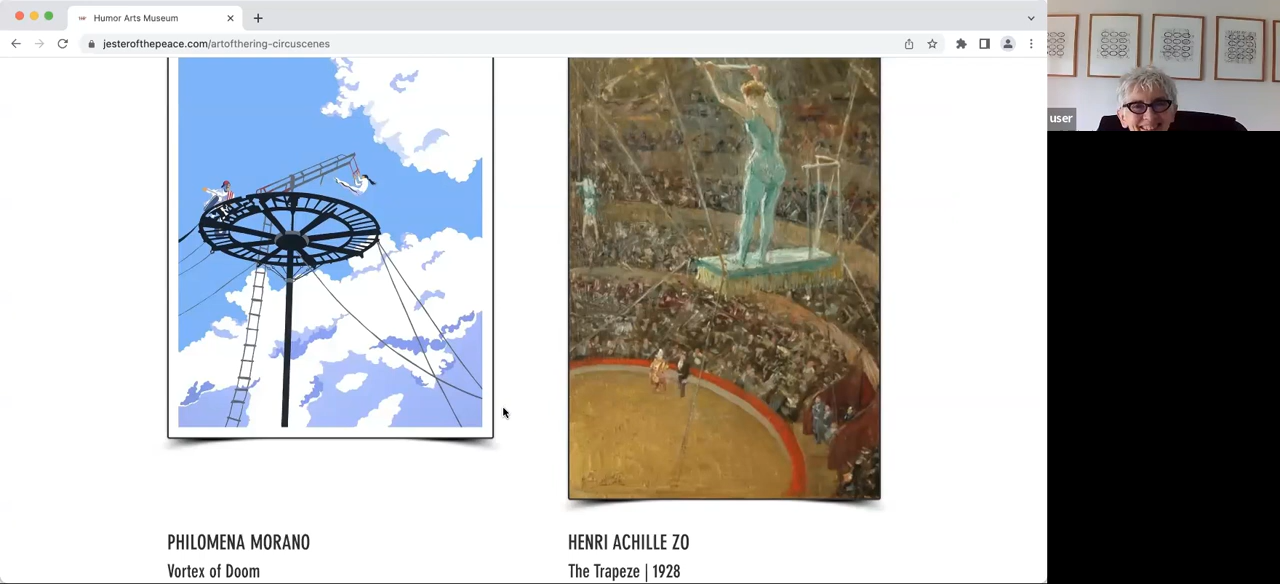 Humor Arts Museum
jesterofthepeace.com/artofthering-circuscenes
user
PHILOMENA MORANO
Vortex of Doom
HENRI ACHILLE ZO
The Trapeze | 1928